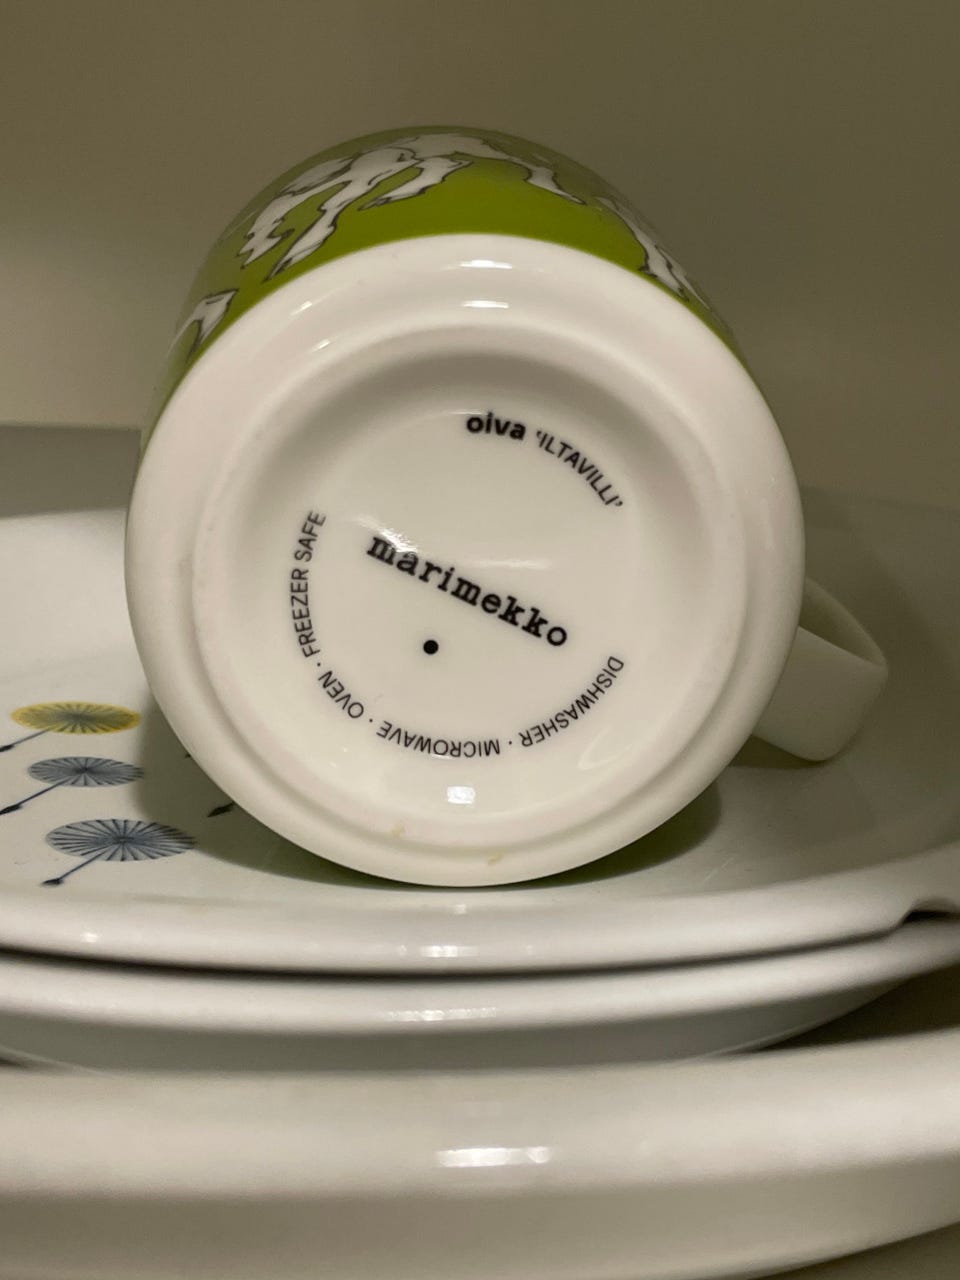 oiva 'ILTAVILLI'
marimekko
DISHWASHER · MICROWAVE · OVEN · FREEZER SAFE